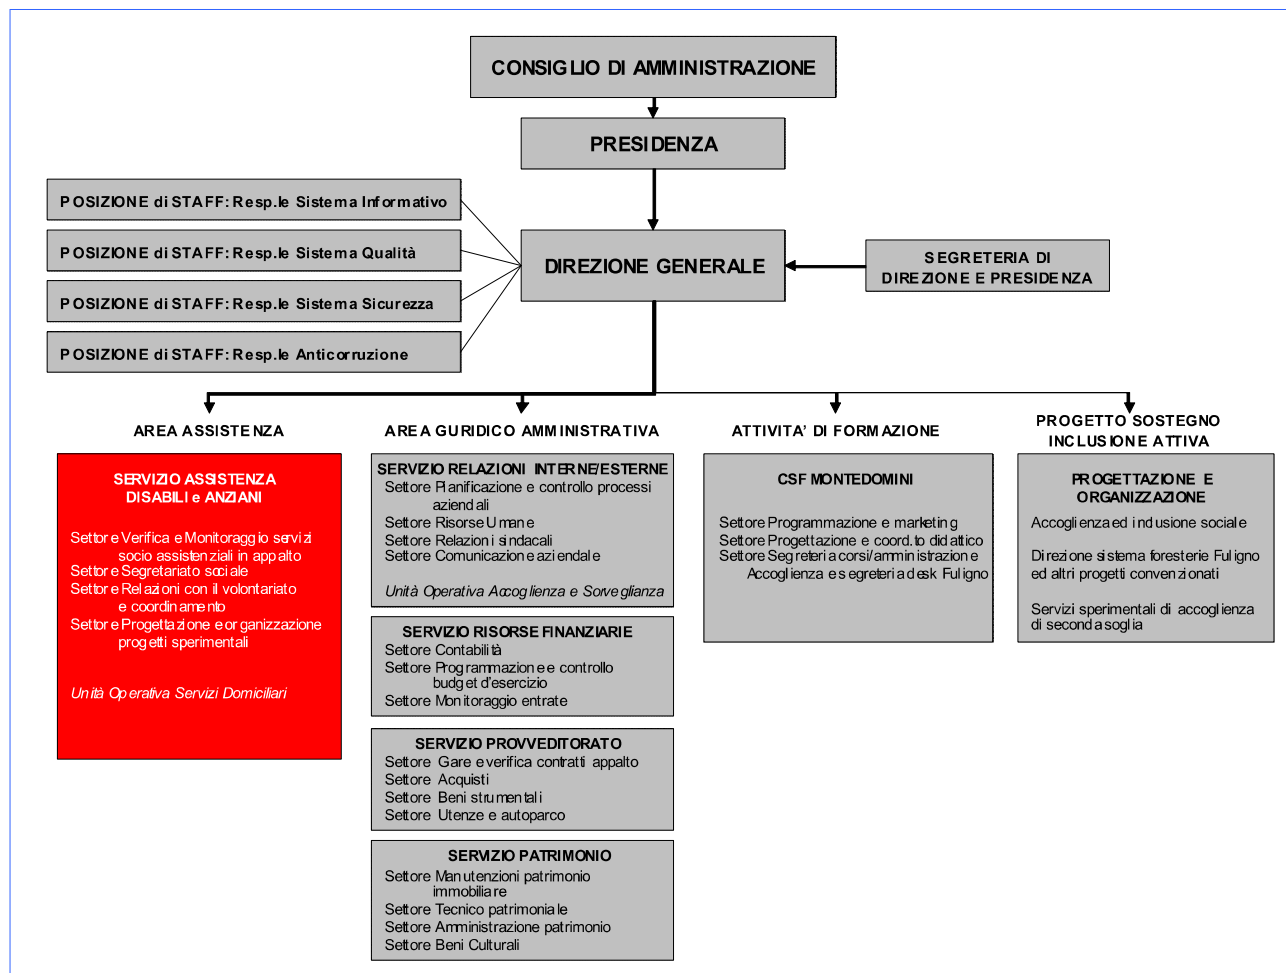 CONSIGLIO DI AMMINISTRAZIONE
PRESIDENZA
POSIZIONE di STAFF: Resp.le Sistema Informativo
POSIZIONE di STAFF: Resp.le Sistema Qualità
POSIZIONE di STAFF: Resp.le Sistema Sicurezza
POSIZIONE di STAFF: Resp.le Anticorruzione
DIREZIONE GENERALE
SEGRETERIA DI
DIREZIONE E PRESIDENZA
AREA ASSISTENZA
SERVIZIO ASSISTENZA
DISABILI e ANZIANI
Settore Verifica e Monitoraggio servizi
socio assistenziali in appalto
Settore Segretariato sociale
Settore Relazioni con il volontariato
e coordinamento
Settore Progettazione e organizzazione
progetti sperimentali
Unità Operativa Servizi Domiciliari
AREA GURIDICO AMMINISTRATIVA
SERVIZIO RELAZIONI INTERNE/ESTERNE
Settore Pianificazione e controllo processi
aziendali
Settore Risorse Umane
Settore Relazioni sindacali
Settore Comunicazione aziendale
Unità Operativa Accoglienza e Sorveglianza
SERVIZIO RISORSE FINANZIARIE
Settore Contabilità
Settore Programmazione e controllo
budget d'esercizio
Settore Monitoraggio entrate
SERVIZIO PROVVEDITORATO
Settore Gare e verifica contratti appalto
Settore Acquisti
Settore Beni strumentali
Settore Utenze e autoparco
SERVIZIO PATRIMONIO
Settore Manutenzioni patrimonio
immobiliare
Settore Tecnico patrimoniale
Settore Amministrazione patrimonio
Settore Beni Culturali
ATTIVITA' DI FORMAZIONE
CSF MONTEDOMINI
Settore Programmazione e marketing
Settore Progettazione e coord.to didattico
Settore Segreteria corsi/amministrazione
Accoglienza e segreteria desk Fuligno
PROGETTO SOSTEGNO
INCLUSIONE ATTIVA
PROGETTAZIONE E
ORGANIZZAZIONE
Accoglienza ed inclusione sociale
Direzione sistema foresterie Fuligno
ed altri progetti convenzionati
Servizi sperimentali di accoglienza
di seconda soglia